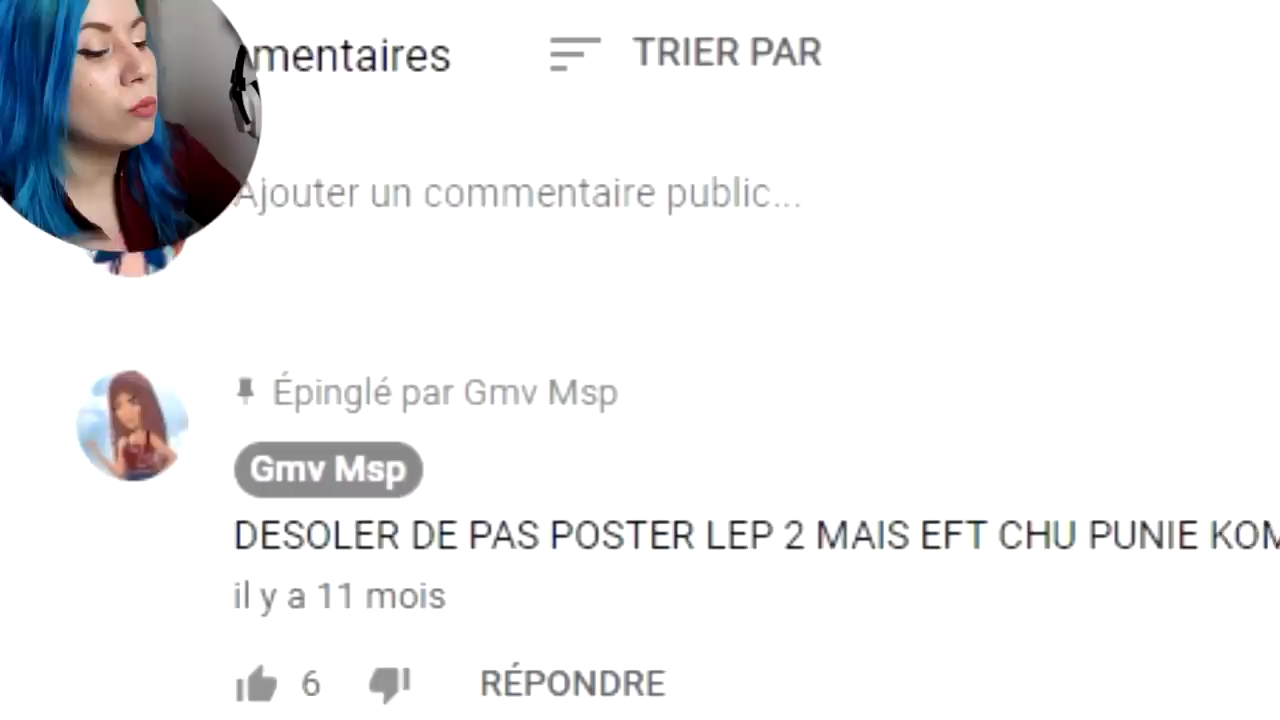 mentaires TRIER PAR
Ajouter un commentaire public...
Épinglé par Gmv Msp
Gmv Msp
DESOLER DE PAS POSTER LEP 2 MAIS EFT CHU PUNIE KOM
il y a 11 mois
6 RÉPONDRE